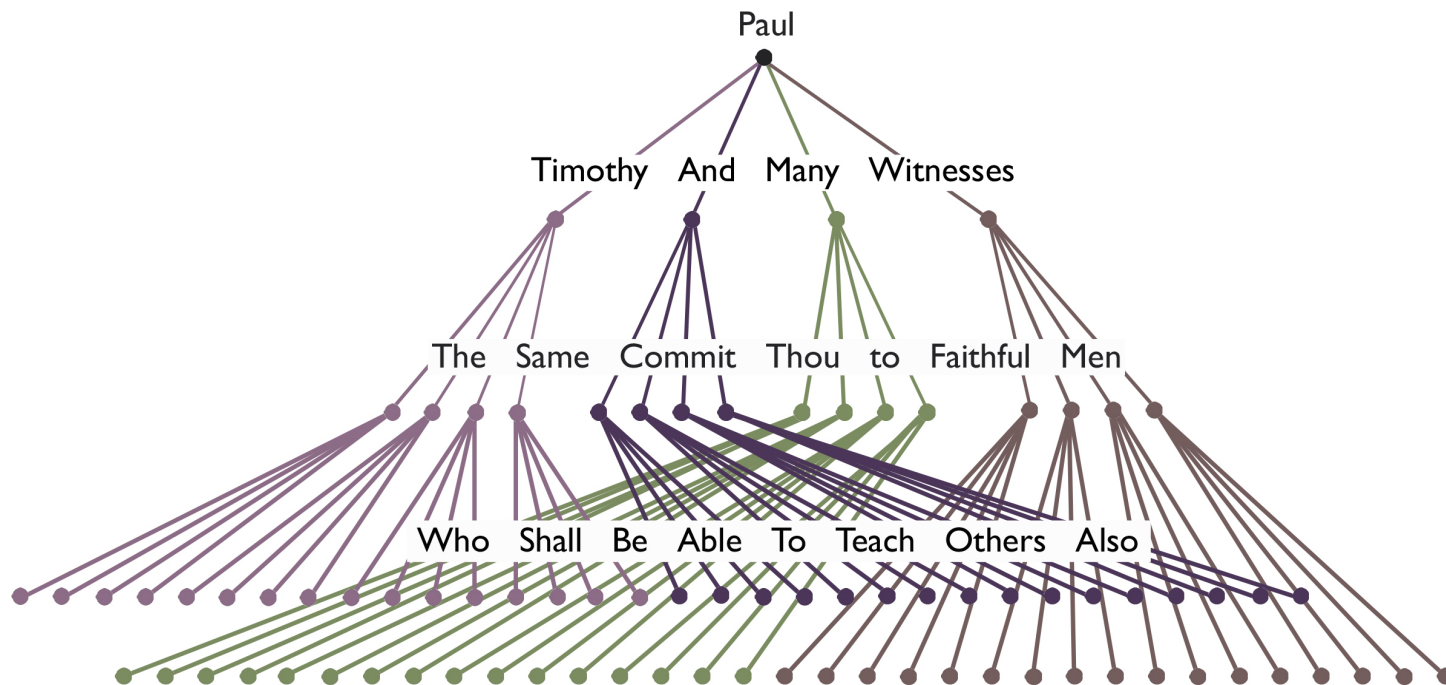 Paul
Timothy And Many Witnesses
The Same Commit Thou to Faithful Men
Who Shall Be Able To Teach Others Also